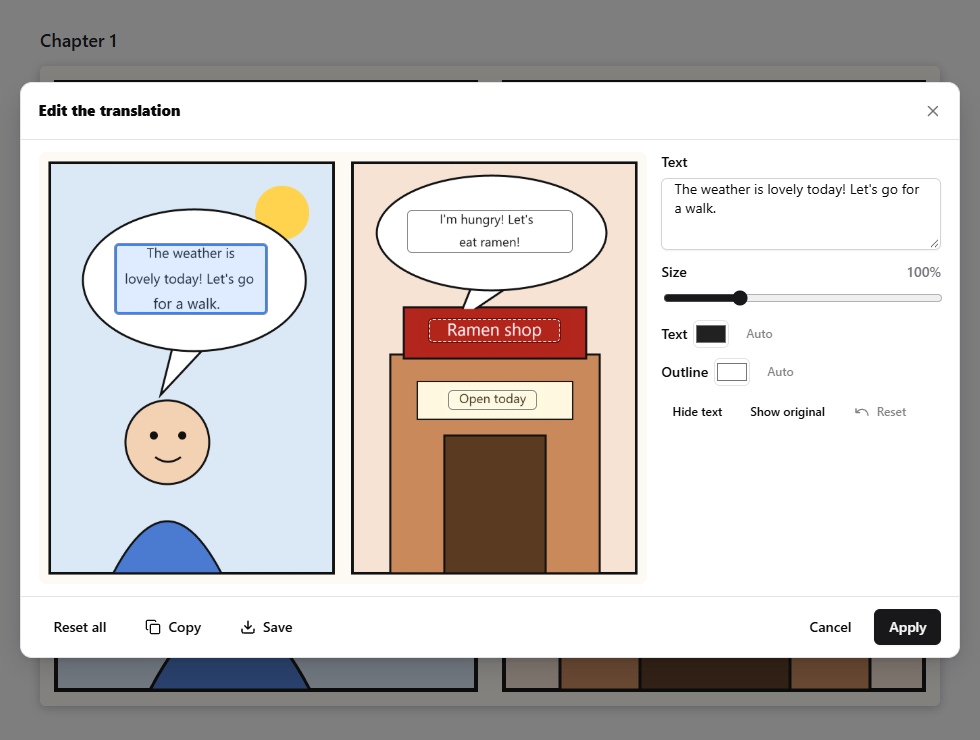 Chapter 1
Edit the translation
The weather is
lovely today! Let's go
for a walk.
I'm hungry! Let's
eat ramen!
Ramen shop
Open today
Text
The weather is lovely today! Let's go for
a walk.
Size
100%
Text
Auto
Outline
Auto
Hide text
Show original
Reset
Reset all
Copy
Save
Cancel
Apply